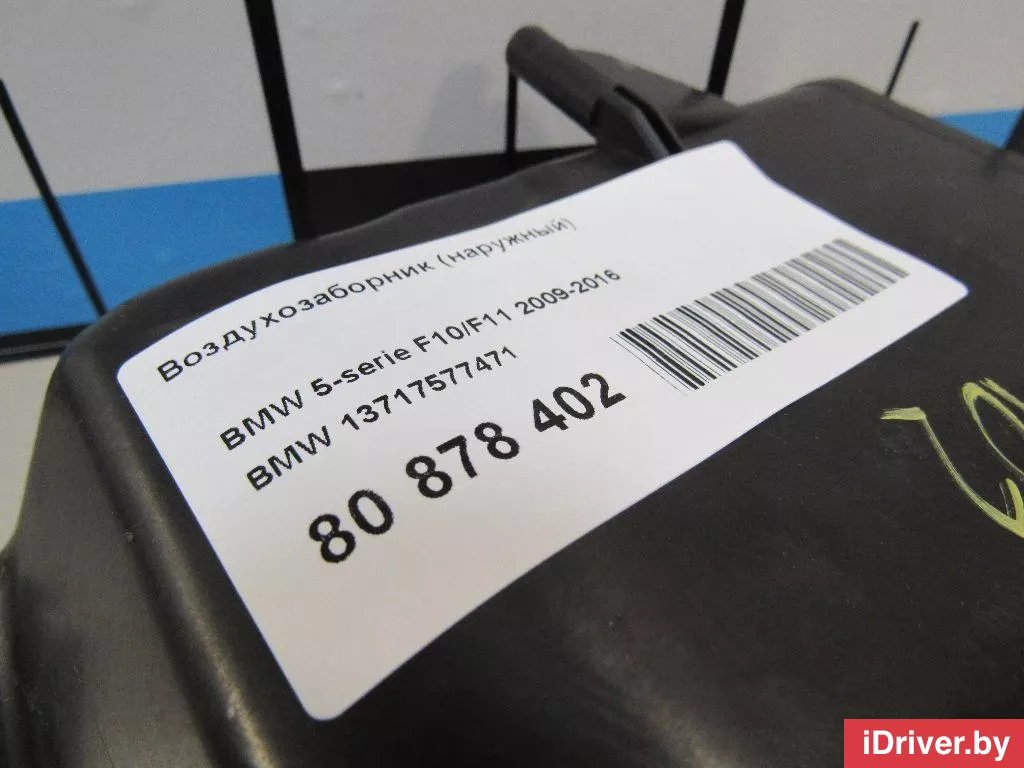 Воздухозаборник (наружный)
BMW 5-serie F10/F11 2009-2016
BMW 13717577471
80 878 402
iDriver.by